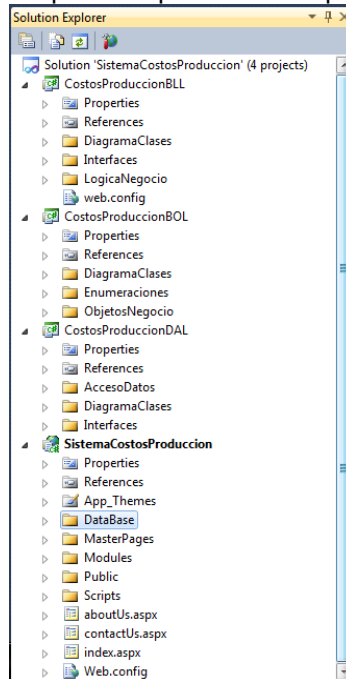 Solution Explorer
Solution 'SistemaCostosProduccion' (4 projects)
CostosProduccionBLL
Properties
References
DiagramaClases
Interfaces
LogicaNegocio
web.config
CostosProduccionBOL
Properties
References
DiagramaClases
Enumeraciones
ObjetosNegocio
CostosProduccionDAL
Properties
References
AccesoDatos
DiagramaClases
Interfaces
SistemaCostosProduccion
Properties
References
App_Themes
DataBase
MasterPages
Modules
Public
Scripts
aboutUs.aspx
contactUs.aspx
index.aspx
Web.config